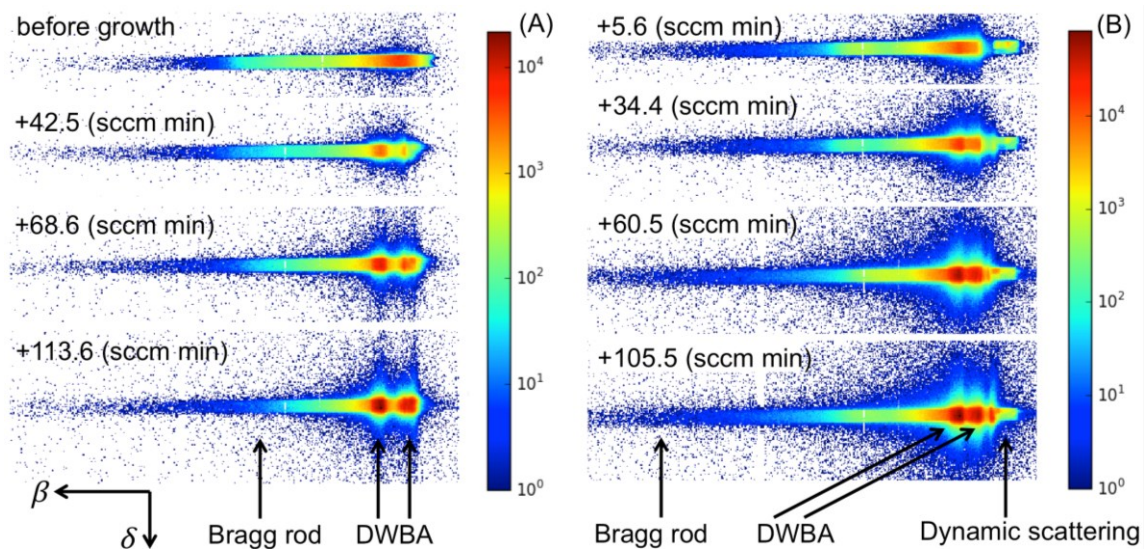 before growth
(A)
+42.5 (sccm min)
+68.6 (sccm min)
+113.6 (sccm min)
10⁴
10³
10²
10¹
10⁰
β
δ
Bragg rod
DWBA
+5.6 (sccm min)
(B)
+34.4 (sccm min)
+60.5 (sccm min)
+105.5 (sccm min)
10⁴
10³
10²
10¹
10⁰
Bragg rod
DWBA
Dynamic scattering